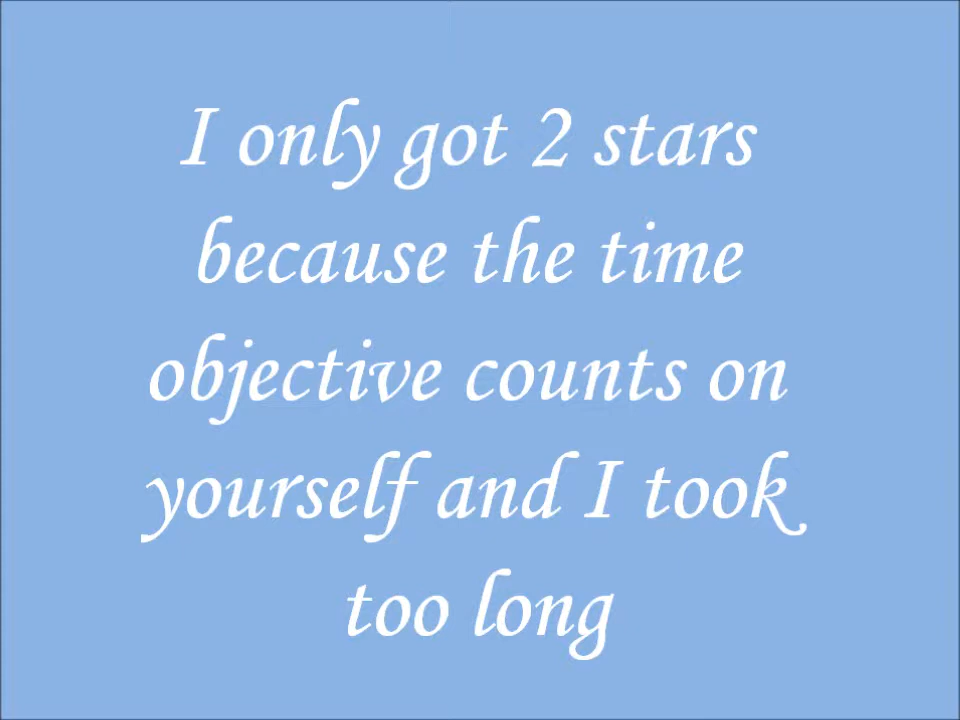 I only got 2 stars
because the time
objective counts on
yourself and I took
too long